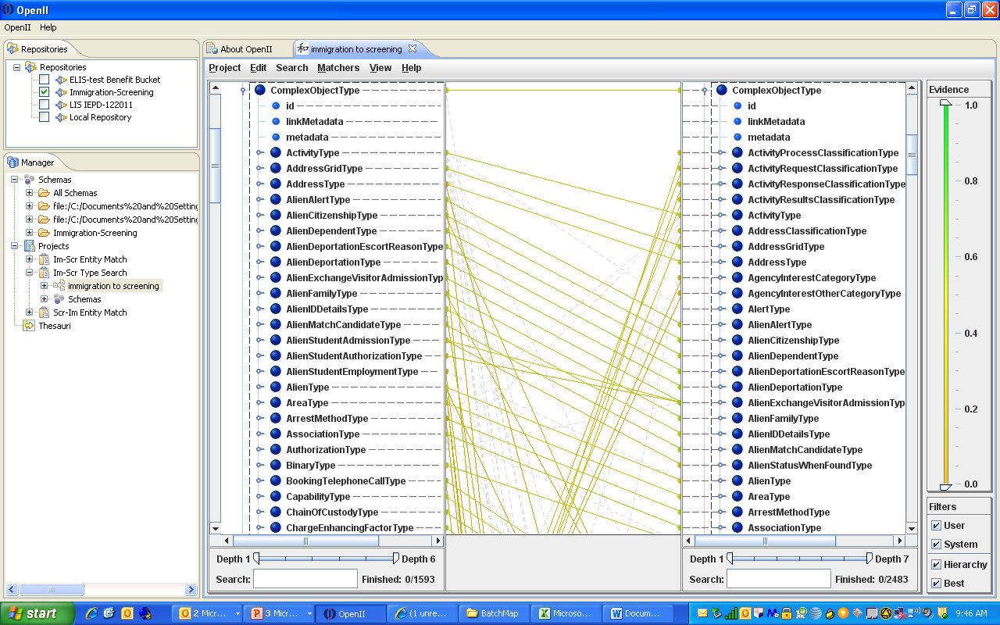 OpenII
OpenII Help
Repositories
Repositories
ELIS-test Benefit Bucket
Immigration-Screening
LIS IEPD-122011
Local Repository
Manager
Schemas
All Schemas
file:/C:/Documents%20and%20Setting
file:/C:/Documents%20and%20Setting
Immigration-Screening
Projects
Im-Scr Entity Match
Im-Scr Type Search
immigration to screening
Schemas
Scr-Im Entity Match
Thesauri
About OpenII
immigration to screening
Project Edit Search Matchers View Help
ComplexObjectType
id
linkMetadata
metadata
ActivityType
AddressGridType
AddressType
AlienAlertType
AlienCitizenshipType
AlienDependentType
AlienDeportationEscortReasonType
AlienDeportationType
AlienExchangeVisitorAdmissionTyp
AlienFamilyType
AlienIDDetailsType
AlienMatchCandidateType
AlienStudentAdmissionType
AlienStudentAuthorizationType
AlienStudentEmploymentType
AlienType
AreaType
ArrestMethodType
AssociationType
AuthorizationType
BinaryType
BookingTelephoneCallType
CapabilityType
ChainOfCustodyType
ChargeEnhancingFactorType
Depth 1 Depth 6
Search: Finished: 0/1593
ComplexObjectType
id
linkMetadata
metadata
ActivityProcessClassificationType
ActivityRequestClassificationType
ActivityResponseClassificationType
ActivityResultsClassificationType
ActivityType
AddressClassificationType
AddressGridType
AddressType
AgencyInterestCategoryType
AgencyInterestOtherCategoryType
AlertType
AlienAlertType
AlienCitizenshipType
AlienDependentType
AlienDeportationEscortReasonType
AlienDeportationType
AlienExchangeVisitorAdmissionTyp
AlienFamilyType
AlienIDDetailsType
AlienMatchCandidateType
AlienStatusWhenFoundType
AlienType
AreaType
ArrestMethodType
AssociationType
Depth 1 Depth 7
Search: Finished: 0/2483
Evidence
1.0
0.8
0.6
0.4
0.2
0.0
Filters
User
System
Hierarchy
Best
start 2 Micr... 3 Micr... OpenII (1 unre... BatchMap Microso... Docum... 9:46 AM